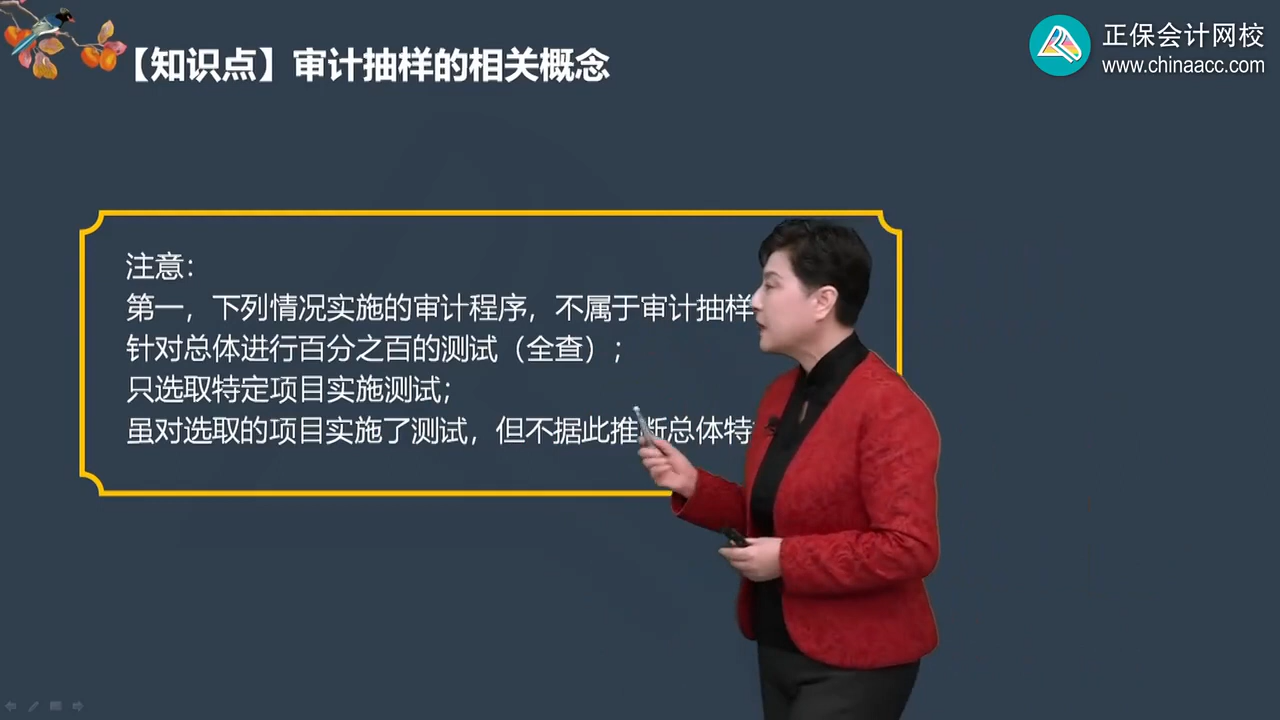 【知识点】审计抽样的相关概念
正保会计网校
www.chinaacc.com
注意：
第一，下列情况实施的审计程序，不属于审计抽样
针对总体进行百分之百的测试（全查）；
只选取特定项目实施测试；
虽对选取的项目实施了测试，但不据此推断总体特